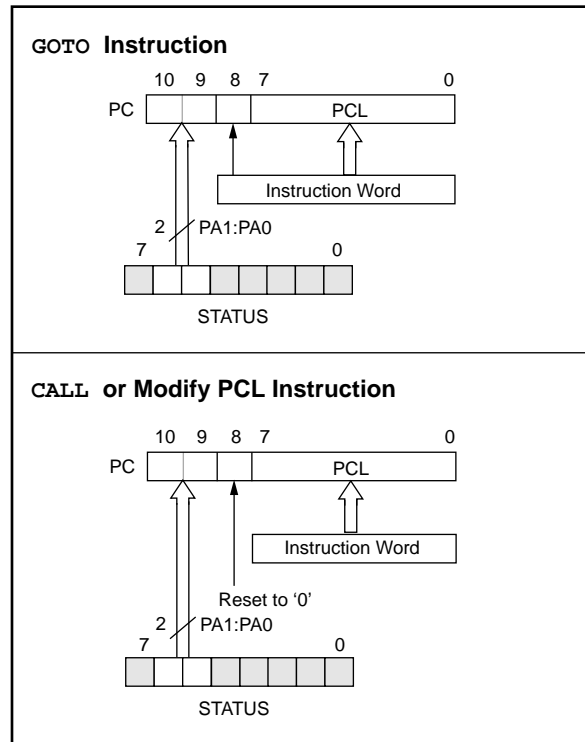 GOTO Instruction
10 9 8 7 0
PC PCL
Instruction Word
2 PA1:PA0
7 0
STATUS
CALL or Modify PCL Instruction
10 9 8 7 0
PC PCL
Instruction Word
Reset to ‘0’
2 PA1:PA0
7 0
STATUS